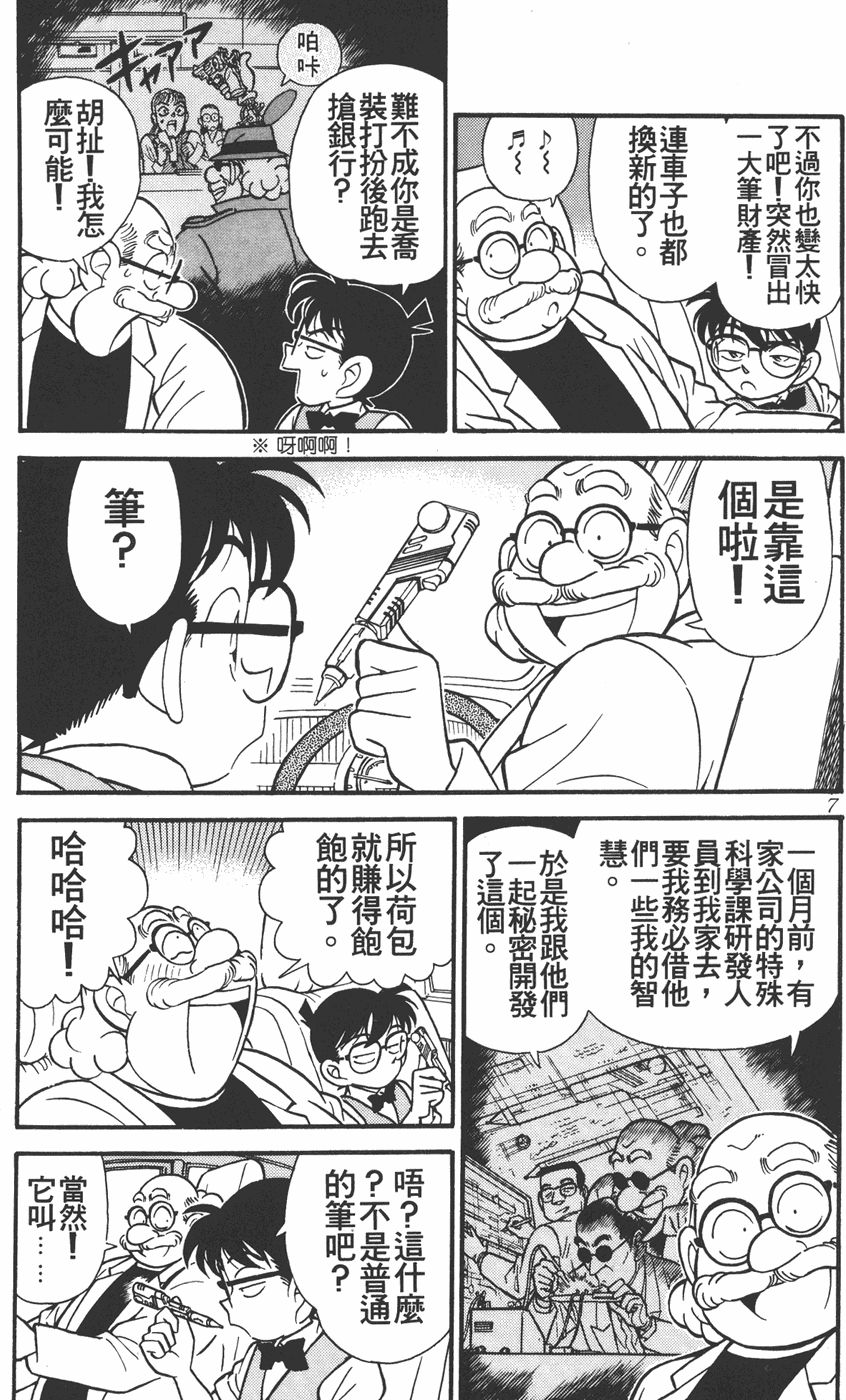 不過你也變太快
了吧！突然冒出
一大筆財產！
連車子也都
換新的了。
♪~
♬~
難不成你是喬
裝打扮後跑去
搶銀行？
咱咔
ギャアア
胡扯！我怎
麼可能！
※ 呀啊啊！
是靠這
個啦！
筆？
7
一個月前，有
家公司的特殊
科學課研發人
員到我家去，
要我務必借他
們一些我的智
慧。
於是我跟他們
一起秘密開發
了這個。
所以荷包
就賺得飽
飽的了。
哈哈哈！
唔？這什麼
？不是普通
的筆吧？
當然！
它叫……